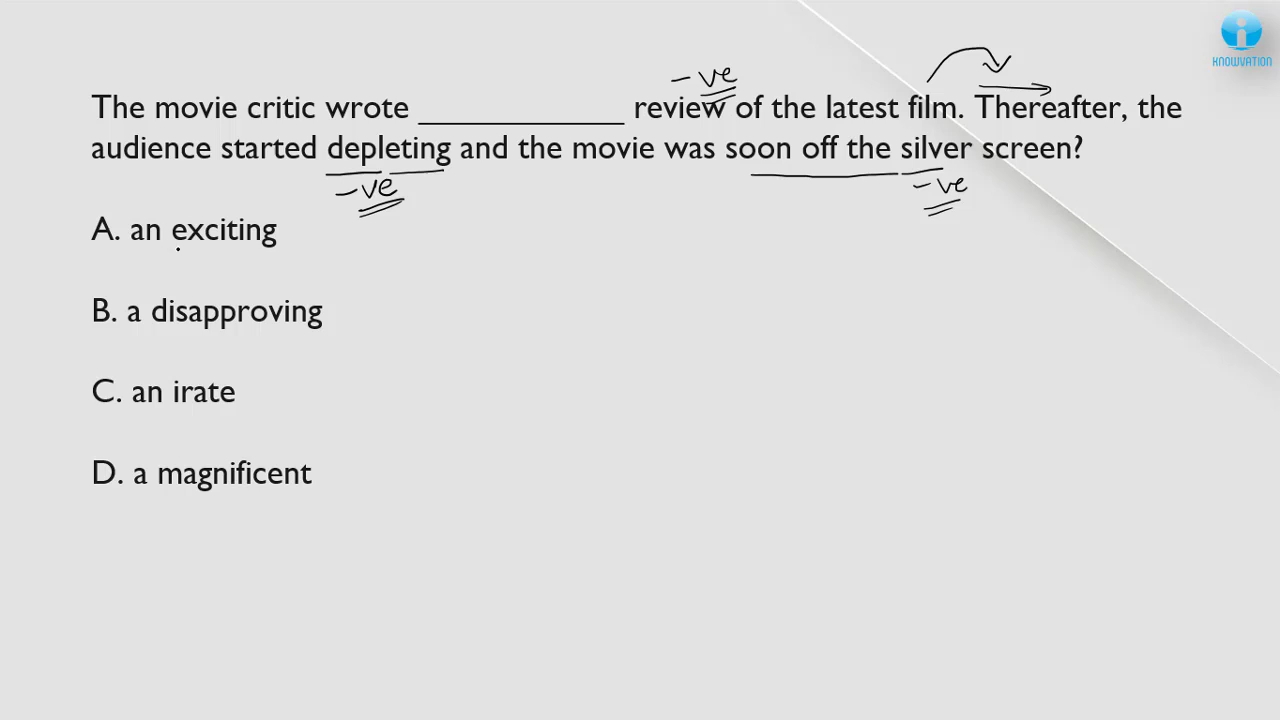 KNOWVATION
-ve
The movie critic wrote ____________ review of the latest film. Thereafter, the
audience started depleting and the movie was soon off the silver screen?
-ve
-ve
A. an exciting
B. a disapproving
C. an irate
D. a magnificent